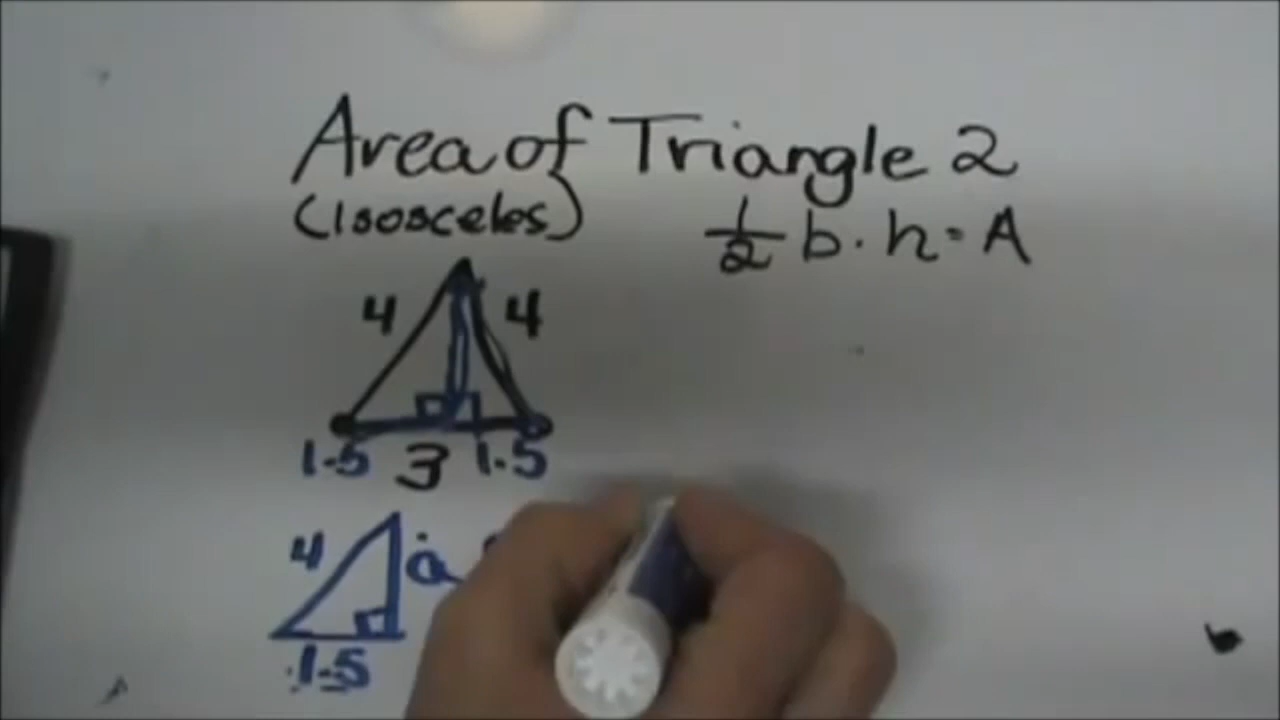 Area of Triangle 2
(Isosceles)
1/2 b · h = A
4 4
1.5 3 1.5
4 a
1.5